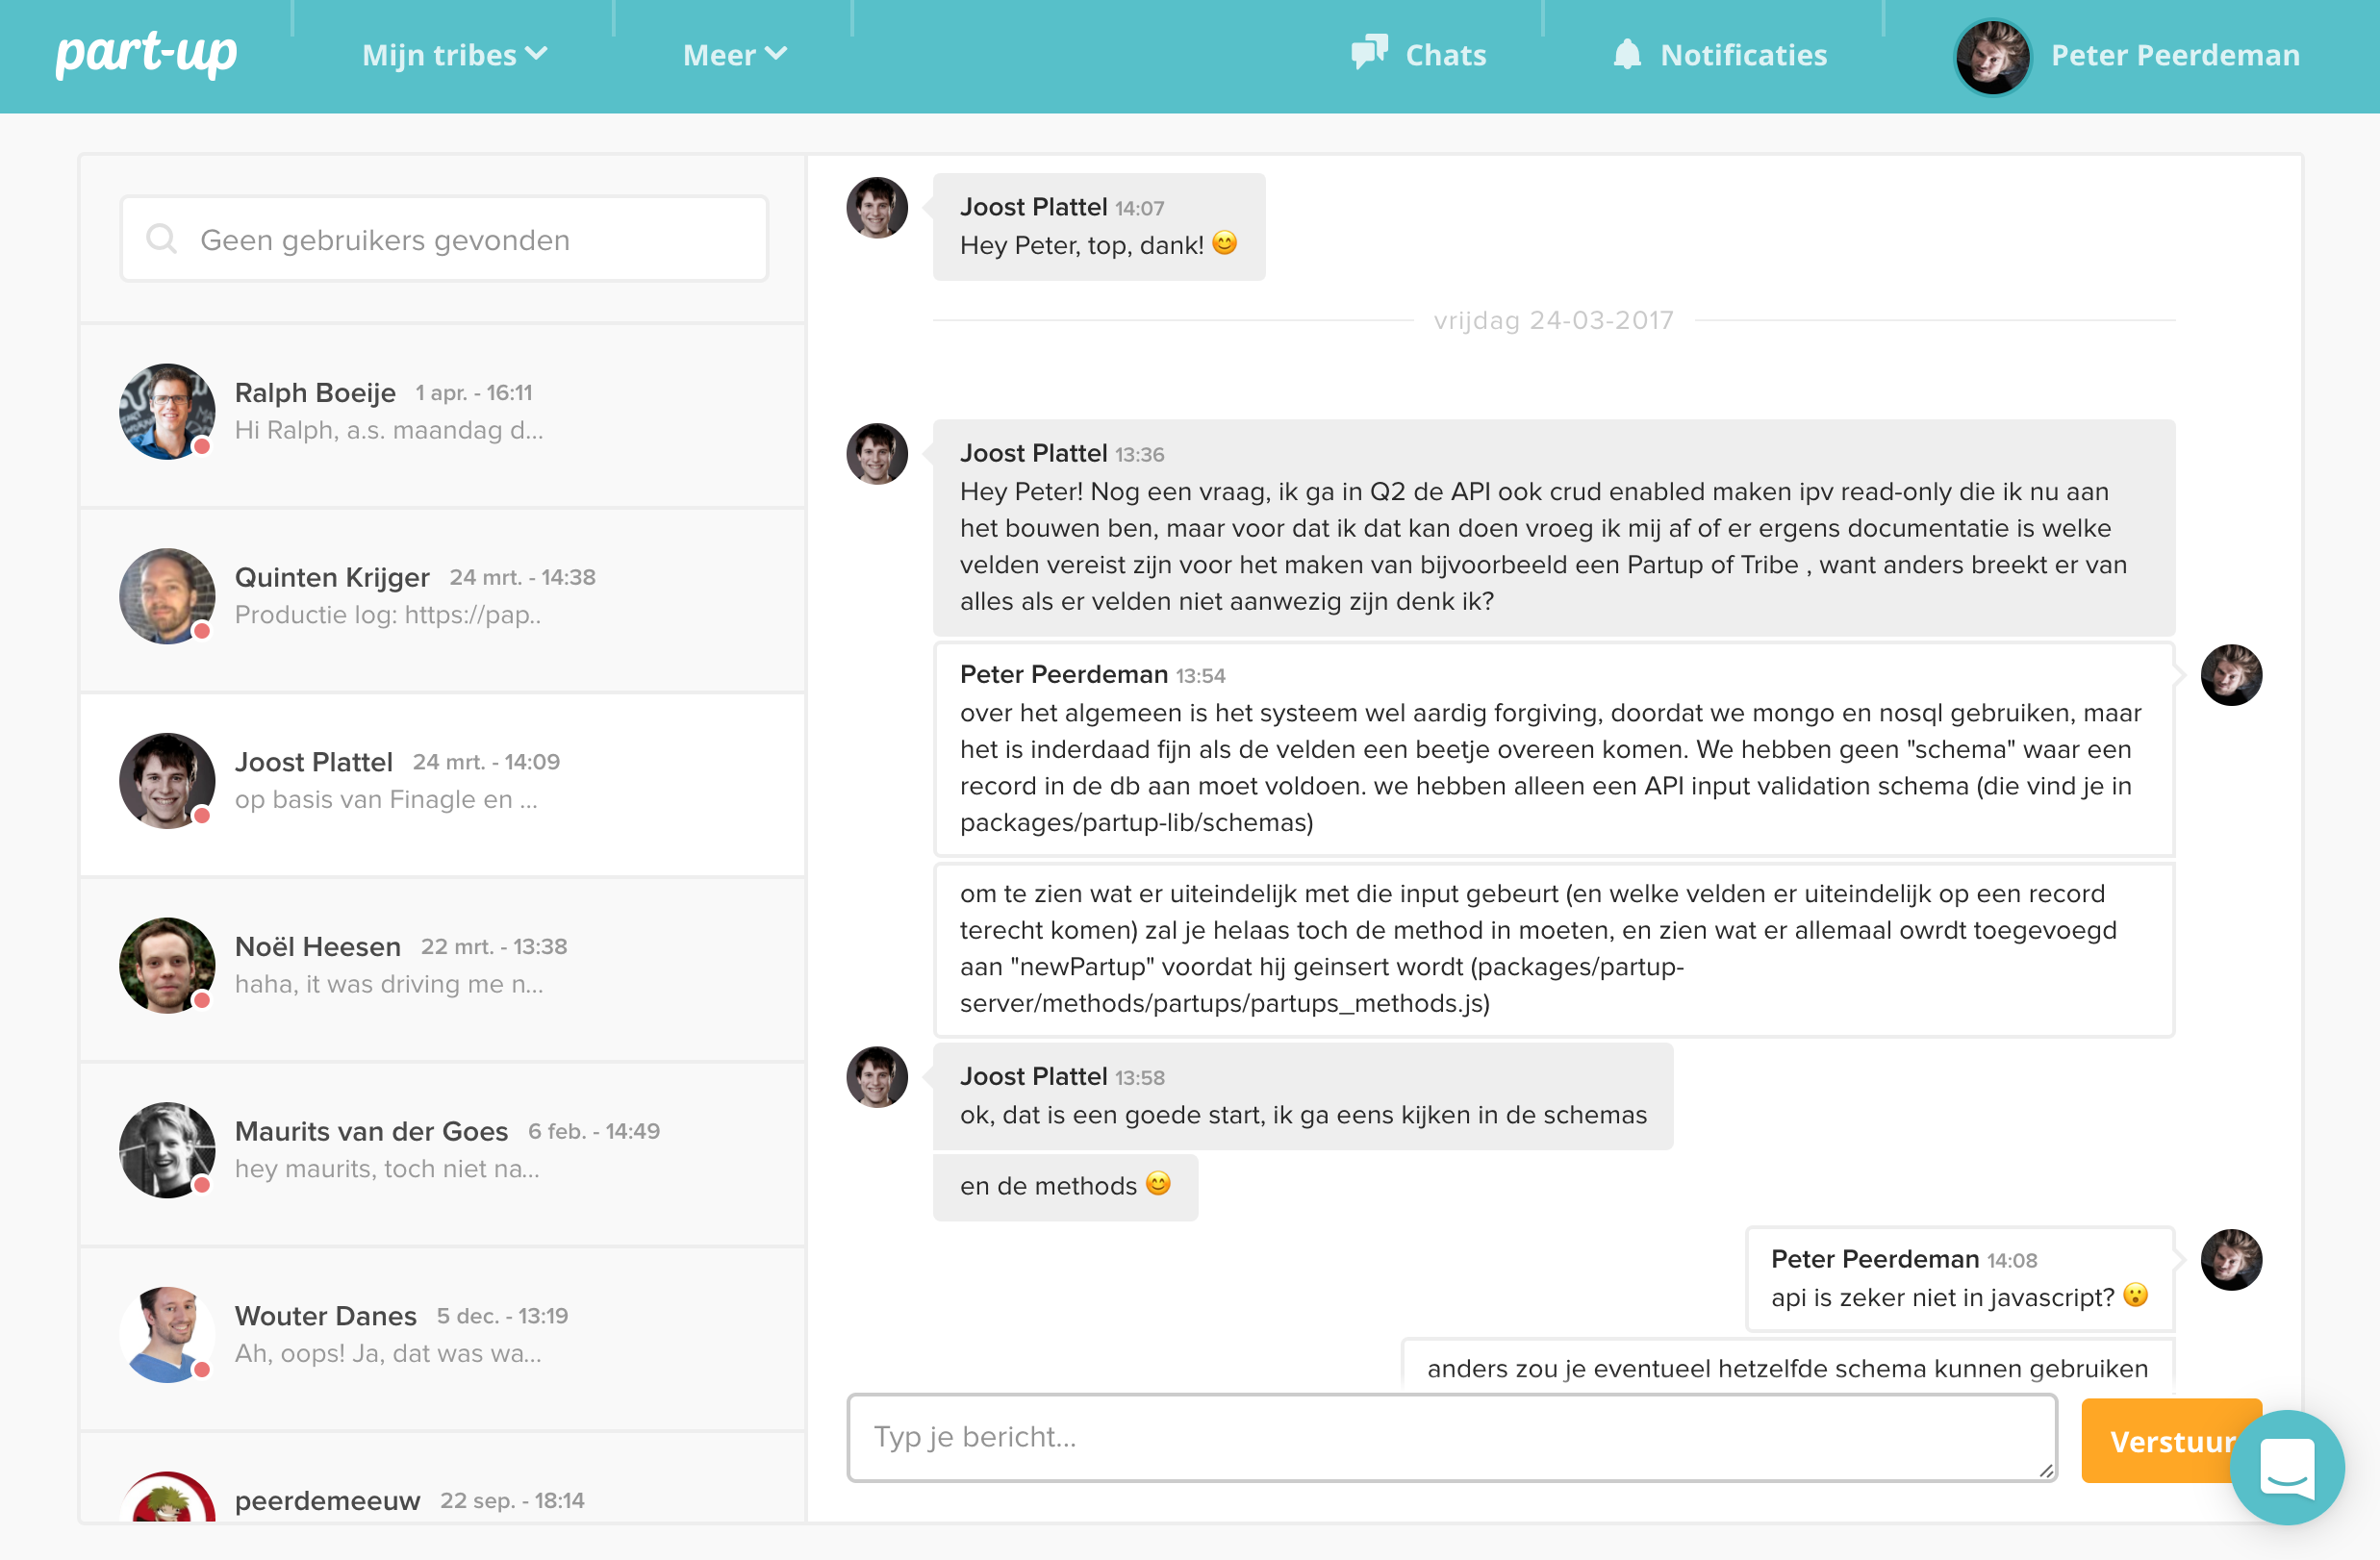 part-up
Mijn tribes
Meer
Chats
Notificaties
Peter Peerdeman
Geen gebruikers gevonden
Ralph Boeije 1 apr. - 16:11
Hi Ralph, a.s. maandag d...
Quinten Krijger 24 mrt. - 14:38
Productie log: https://pap..
Joost Plattel 24 mrt. - 14:09
op basis van Finagle en ...
Noël Heesen 22 mrt. - 13:38
haha, it was driving me n...
Maurits van der Goes 6 feb. - 14:49
hey maurits, toch niet na...
Wouter Danes 5 dec. - 13:19
Ah, oops! Ja, dat was wa...
peerdemeeuw 22 sep. - 18:14
Joost Plattel 14:07
Hey Peter, top, dank! 😊
vrijdag 24-03-2017
Joost Plattel 13:36
Hey Peter! Nog een vraag, ik ga in Q2 de API ook crud enabled maken ipv read-only die ik nu aan
het bouwen ben, maar voor dat ik dat kan doen vroeg ik mij af of er ergens documentatie is welke
velden vereist zijn voor het maken van bijvoorbeeld een Partup of Tribe , want anders breekt er van
alles als er velden niet aanwezig zijn denk ik?
Peter Peerdeman 13:54
over het algemeen is het systeem wel aardig forgiving, doordat we mongo en nosql gebruiken, maar
het is inderdaad fijn als de velden een beetje overeen komen. We hebben geen "schema" waar een
record in de db aan moet voldoen. we hebben alleen een API input validation schema (die vind je in
packages/partup-lib/schemas)
om te zien wat er uiteindelijk met die input gebeurt (en welke velden er uiteindelijk op een record
terecht komen) zal je helaas toch de method in moeten, en zien wat er allemaal owrdt toegevoegd
aan "newPartup" voordat hij geinsert wordt (packages/partup-
server/methods/partups/partups_methods.js)
Joost Plattel 13:58
ok, dat is een goede start, ik ga eens kijken in de schemas
en de methods 😊
Peter Peerdeman 14:08
api is zeker niet in javascript? 😮
anders zou je eventueel hetzelfde schema kunnen gebruiken
Typ je bericht...
Verstuur